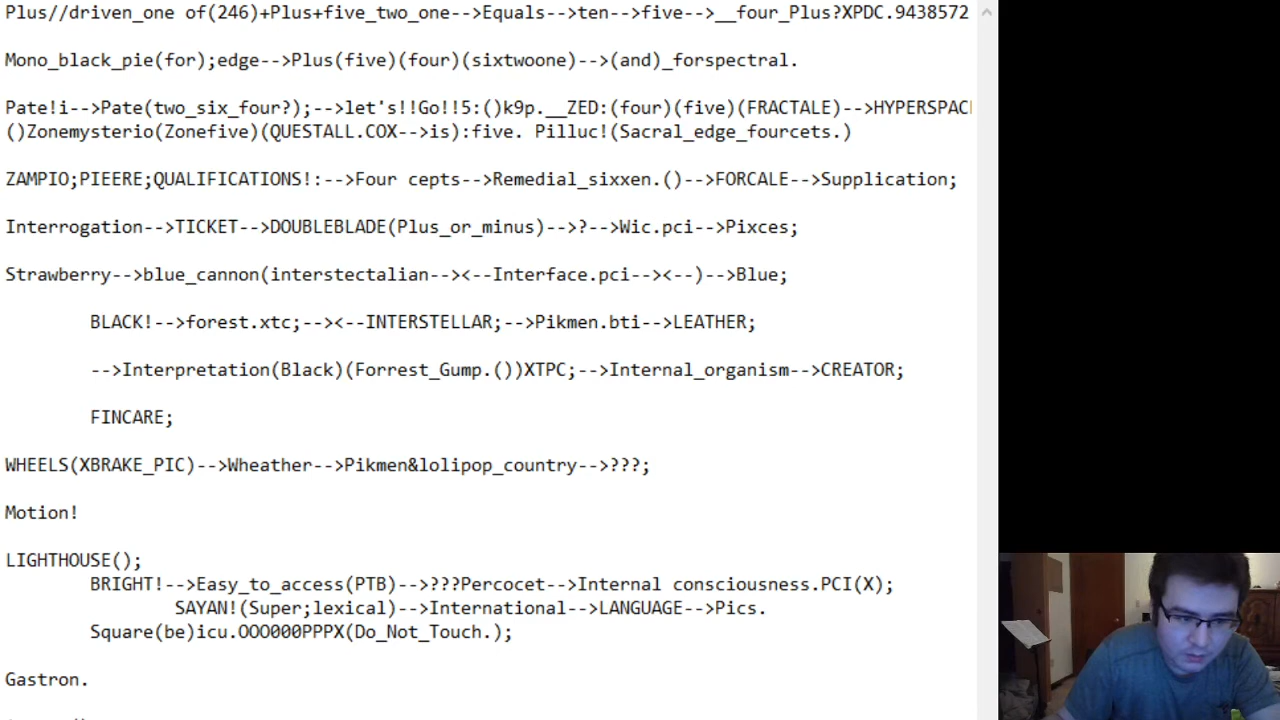 Plus//driven_one of(246)+Plus+five_two_one-->Equals-->ten-->five-->__four_Plus?XPDC.9438572
Mono_black_pie(for);edge-->Plus(five)(four)(sixtwoone)-->(and)_forspectral.
Pate!i-->Pate(two_six_four?);-->let's!!Go!!5:()k9p.__ZED:(four)(five)(FRACTALE)-->HYPERSPAC
()Zonemysterio(Zonefive)(QUESTALL.COX-->is):five. Pilluc!(Sacral_edge_fourcets.)
ZAMPIO;PIEERE;QUALIFICATIONS!:-->Four cepts-->Remedial_sixxen.()-->FORCALE-->Supplication;
Interrogation-->TICKET-->DOUBLEBLADE(Plus_or_minus)-->?-->Wic.pci-->Pixces;
Strawberry-->blue_cannon(interstectalian--><--Interface.pci--><--)-->Blue;
BLACK!-->forest.xtc;--><--INTERSTELLAR;-->Pikmen.bti-->LEATHER;
-->Interpretation(Black)(Forrest_Gump.())XTPC;-->Internal_organism-->CREATOR;
FINCARE;
WHEELS(XBRAKE_PIC)-->Wheather-->Pikmen&lolipop_country-->???;
Motion!
LIGHTHOUSE();
BRIGHT!-->Easy_to_access(PTB)-->???Percocet-->Internal consciousness.PCI(X);
SAYAN!(Super;lexical)-->International-->LANGUAGE-->Pics.
Square(be)icu.OOO000PPPX(Do_Not_Touch.);
Gastron.